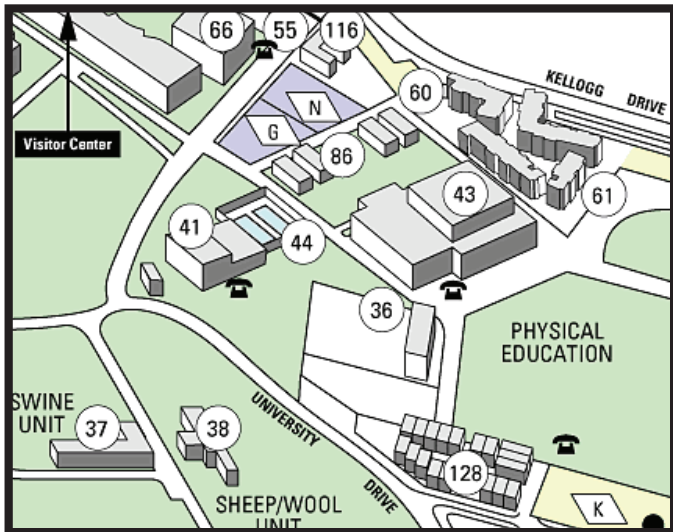 66
55
116
60
KELLOGG DRIVE
N
G
Visitor Center
86
43
61
41
44
36
PHYSICAL
EDUCATION
SWINE
UNIT
37
38
UNIVERSITY DRIVE
128
K
SHEEP/WOOL
UNIT